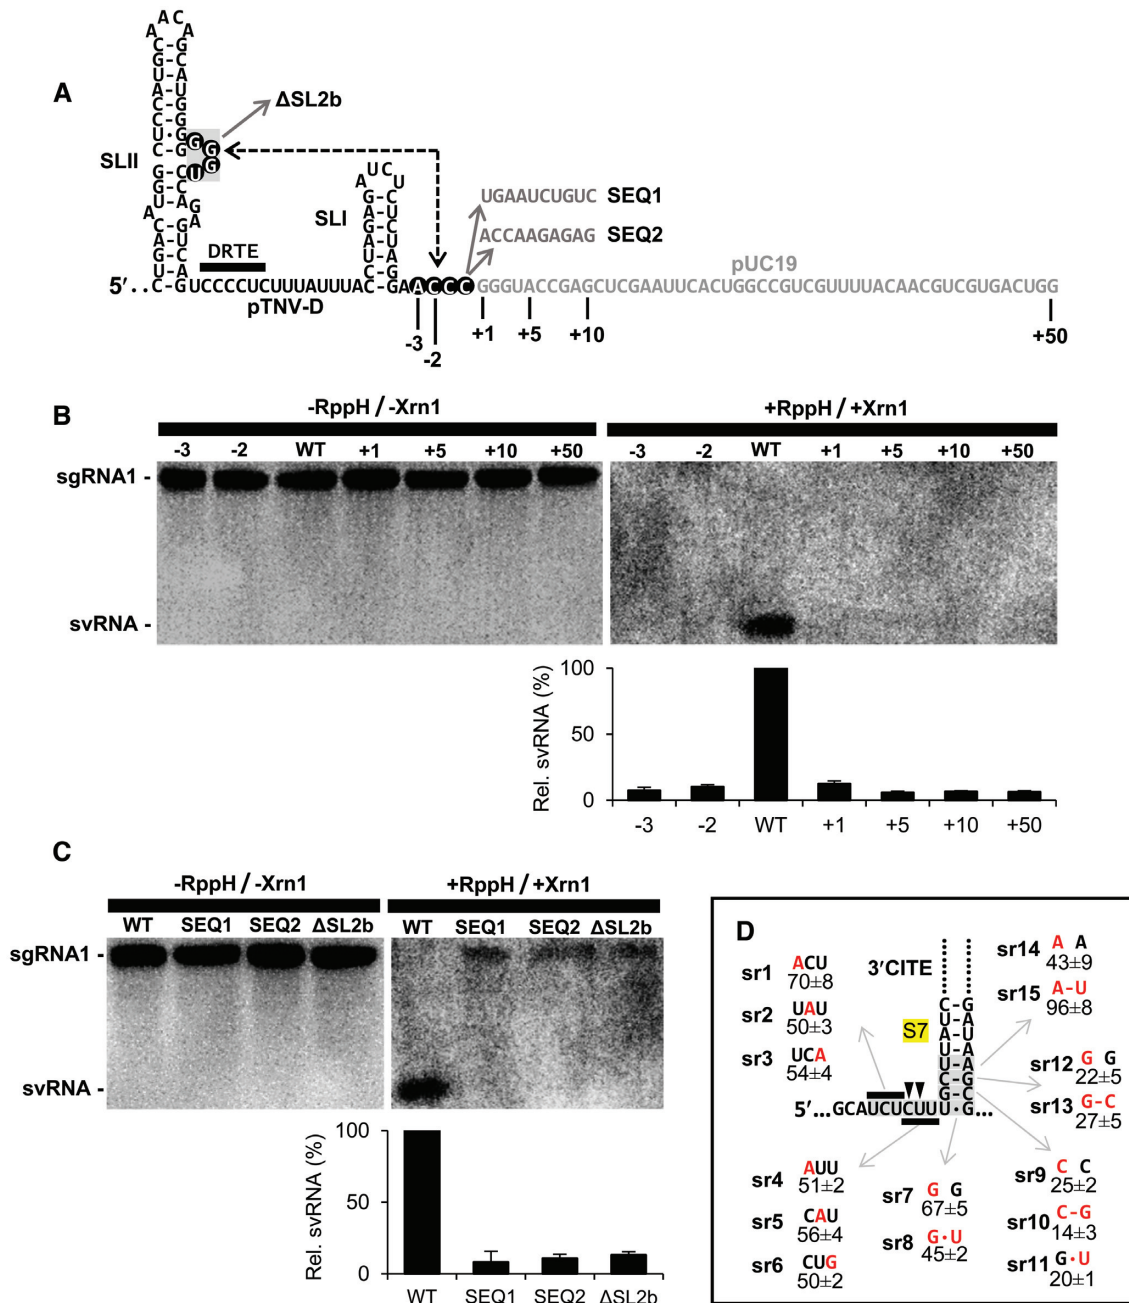 A
A A C A
C-G
G-C
U-A
A-U
C-G
C-G
U·G
C-G
G-C
U-A
G-C
A
G
A
C-G
G
G
G
U
ΔSL2b
SLII
SLI
A U C U
G-C
A-U
G-C
A-U
U-A
C-G
DRTE
UGAAUCUGUC SEQ1
ACCAAGAGAG SEQ2
pUC19
5'..C-GUCCCCUCUUUAUUUACC-GAACCCGGGUACCGAGCUCGAAUUCACUGGCCGUCGUUUUACAACGUCGUGACUGG
pTNV-D
-3
-2
+1
+5
+10
+50
B
-RppH / -Xrn1
+RppH / +Xrn1
-3 -2 WT +1 +5 +10 +50
-3 -2 WT +1 +5 +10 +50
sgRNA1 -
svRNA -
Rel. svRNA (%)
100
50
0
-3 -2 WT +1 +5 +10 +50
C
-RppH / -Xrn1
+RppH / +Xrn1
WT SEQ1 SEQ2 ΔSL2b
WT SEQ1 SEQ2 ΔSL2b
sgRNA1 -
svRNA -
Rel. svRNA (%)
100
50
0
WT SEQ1 SEQ2 ΔSL2b
D
sr1 ACU
70±8
sr2 UAU
50±3
sr3 UCA
54±4
3'CITE
S7
C-G
U-A
A-U
U-A
U-A
C-G
G-C
5'...GCAUCUCUUU·G...
sr14 A A
43±9
sr15 A-U
96±8
sr12 G G
22±5
sr13 G-C
27±5
sr4 AUU
51±2
sr5 CAU
56±4
sr6 CUG
50±2
sr7 G G
67±5
sr8 G·U
45±2
sr9 C C
25±2
sr10 C-G
14±3
sr11 G·U
20±1